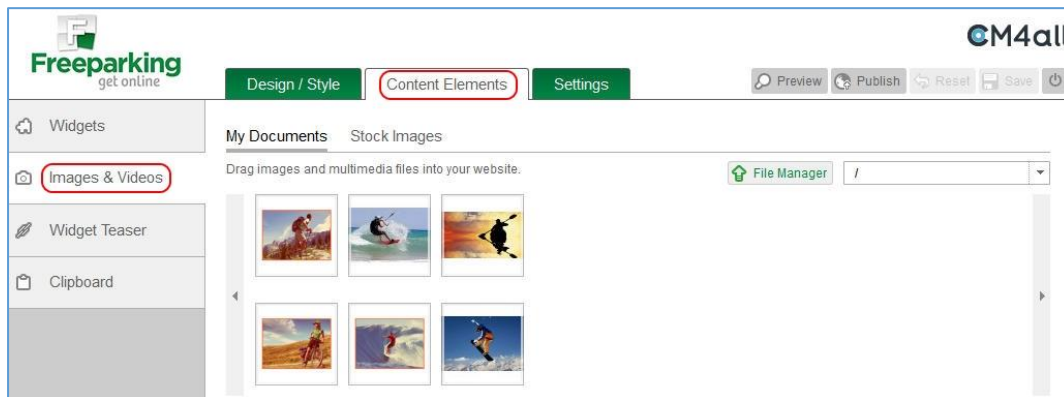 F
Freeparking
get online
CM4all
Design / Style
Content Elements
Settings
Preview
Publish
Reset
Save
Widgets
Images & Videos
Widget Teaser
Clipboard
My Documents
Stock Images
Drag images and multimedia files into your website.
File Manager
/